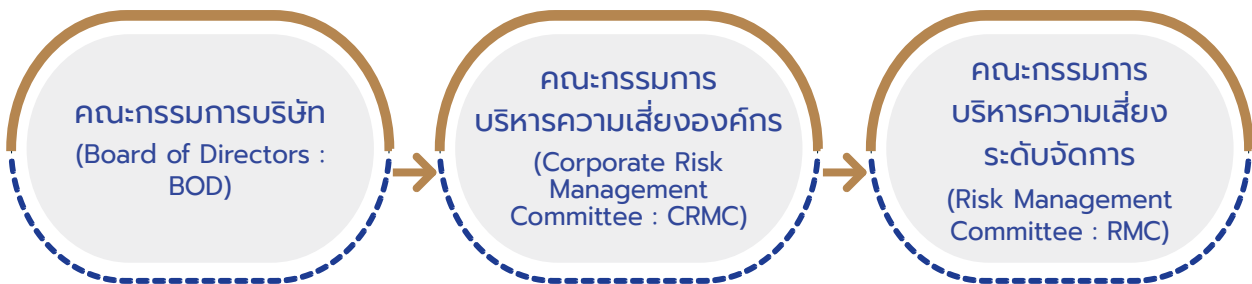 คณะกรรมการบริษัท
(Board of Directors :
BOD)
คณะกรรมการ
บริหารความเสี่ยงองค์กร
(Corporate Risk
Management
Committee : CRMC)
คณะกรรมการ
บริหารความเสี่ยง
ระดับจัดการ
(Risk Management
Committee : RMC)